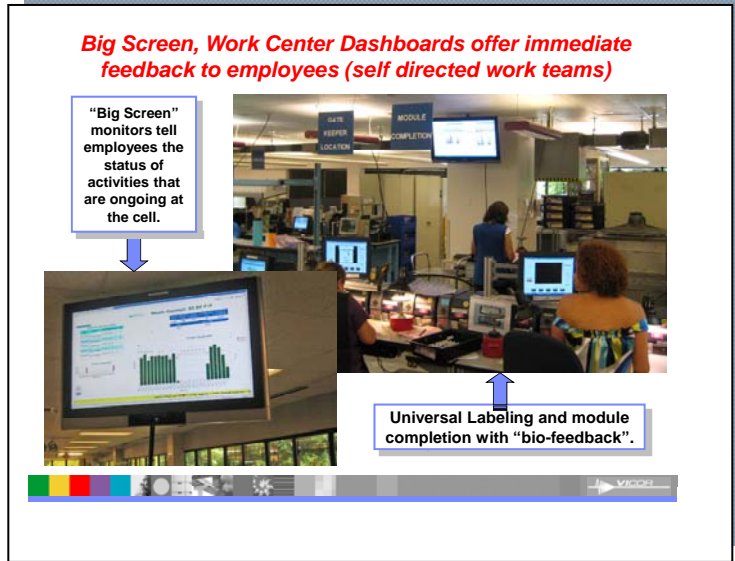 Big Screen, Work Center Dashboards offer immediate
feedback to employees (self directed work teams)
“Big Screen”
monitors tell
employees the
status of
activities that
are ongoing at
the cell.
GATE
KEEPER
LOCATION
MODULE
COMPLETION
Universal Labeling and module
completion with “bio-feedback”.
VICOR